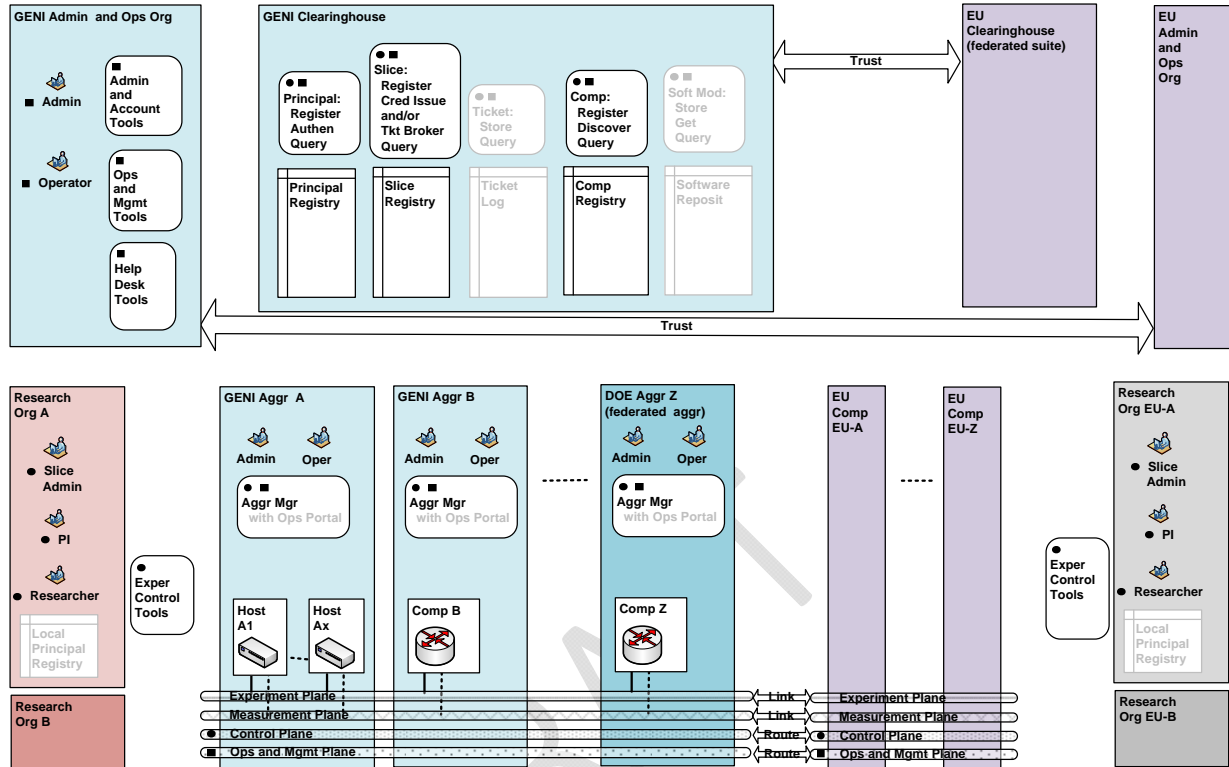 GENI Admin and Ops Org
Admin
Operator
Admin
and
Account
Tools
Ops
and
Mgmt
Tools
Help
Desk
Tools
GENI Clearinghouse
Principal:
Register
Authen
Query
Slice:
Register
Cred Issue
and/or
Tkt Broker
Query
Ticket:
Store
Query
Comp:
Register
Discover
Query
Soft Mod:
Store
Get
Query
Principal
Registry
Slice
Registry
Ticket
Log
Comp
Registry
Software
Reposit
Trust
EU
Clearinghouse
(federated suite)
EU
Admin
and
Ops
Org
Trust
Research
Org A
Slice
Admin
PI
Researcher
Local
Principal
Registry
Research
Org B
Exper
Control
Tools
GENI Aggr A
Admin
Oper
Aggr Mgr
with Ops Portal
Host
A1
Host
Ax
GENI Aggr B
Admin
Oper
Aggr Mgr
with Ops Portal
Comp B
DOE Aggr Z
(federated aggr)
Admin
Oper
Aggr Mgr
with Ops Portal
Comp Z
EU
Comp
EU-A
EU
Comp
EU-Z
Exper
Control
Tools
Research
Org EU-A
Slice
Admin
PI
Researcher
Local
Principal
Registry
Research
Org EU-B
Experiment Plane Link Experiment Plane
Measurement Plane Link Measurement Plane
Control Plane Route Control Plane
Ops and Mgmt Plane Route Ops and Mgmt Plane